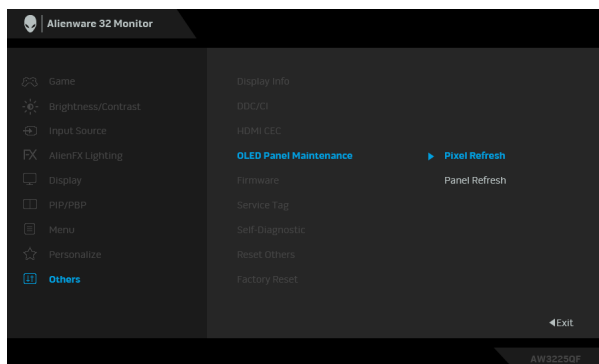 Alienware 32 Monitor
Game
Display Info
Brightness/Contrast
DDC/CI
Input Source
HDMI CEC
FX AlienFX Lighting
OLED Panel Maintenance
Pixel Refresh
Display
Firmware
Panel Refresh
PIP/PBP
Service Tag
Menu
Self-Diagnostic
Personalize
Reset Others
Others
Factory Reset
Exit
AW3225QF